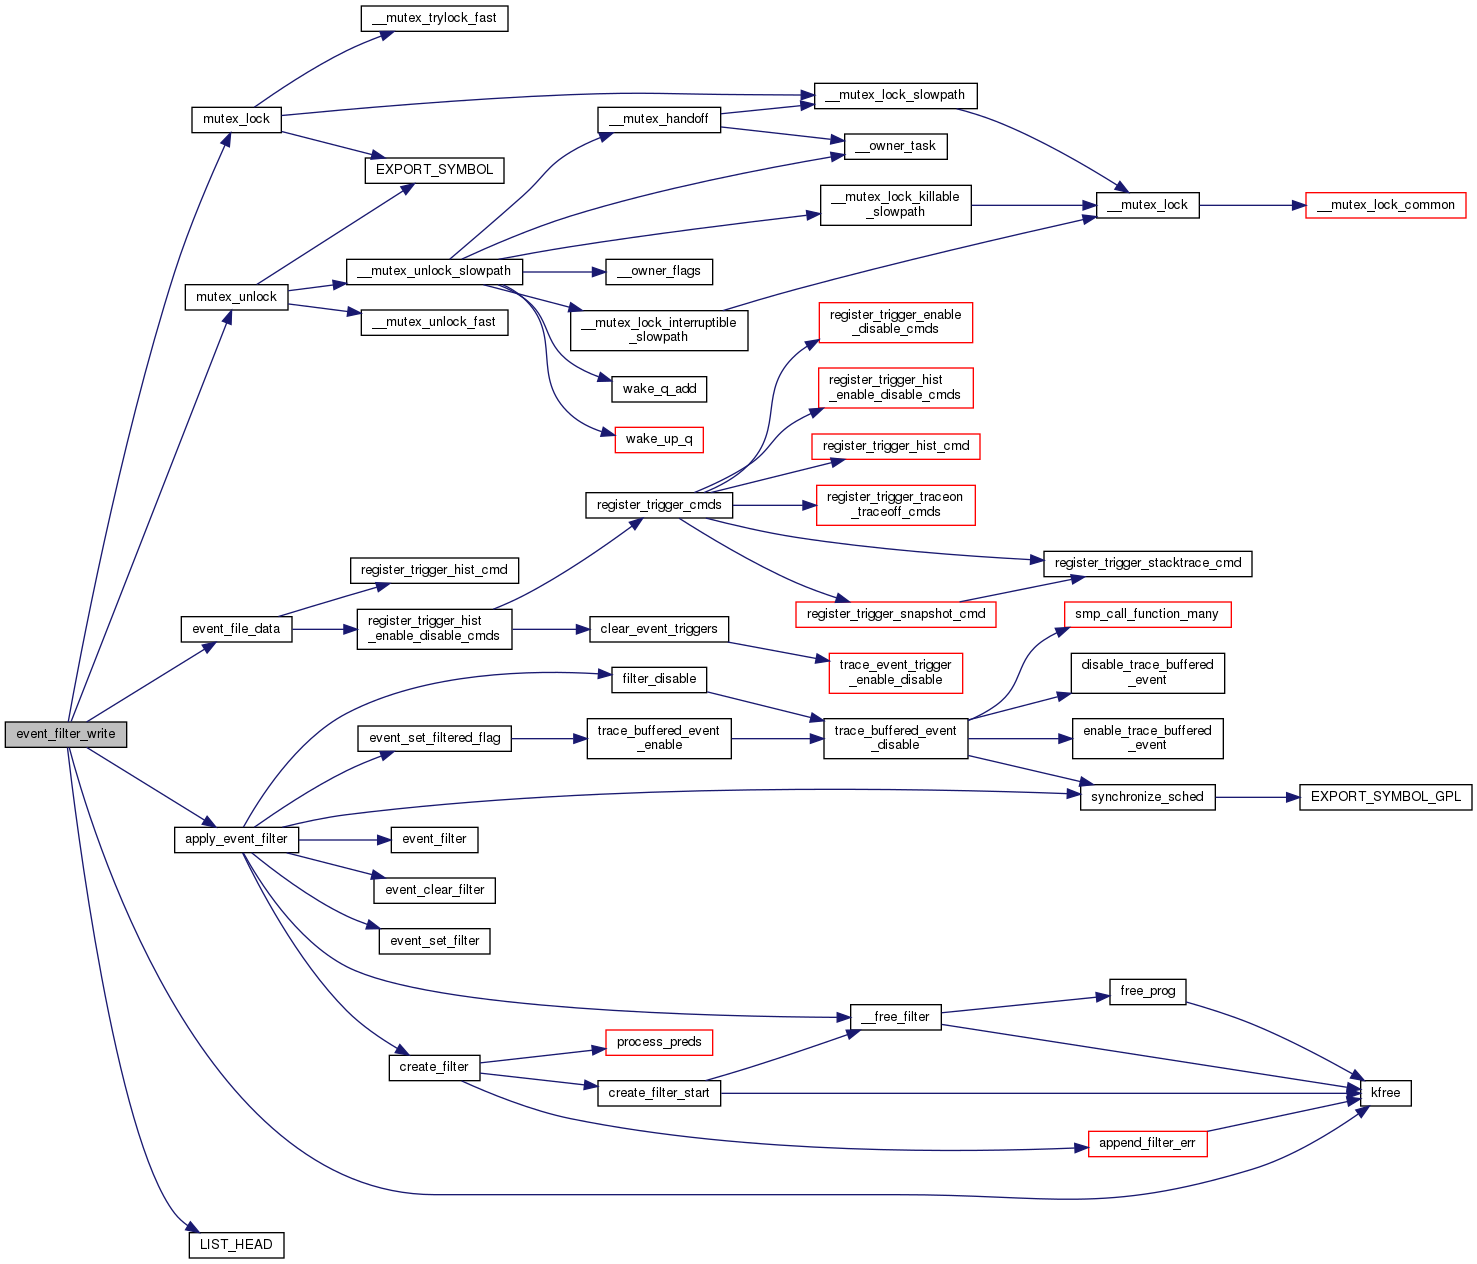 __mutex_trylock_fast
mutex_lock
__mutex_lock_slowpath
__mutex_handoff
__owner_task
EXPORT_SYMBOL
__mutex_lock_killable
_slowpath
__mutex_lock
__mutex_lock_common
__mutex_unlock_slowpath
__owner_flags
mutex_unlock
__mutex_unlock_fast
__mutex_lock_interruptible
_slowpath
register_trigger_enable
_disable_cmds
wake_q_add
register_trigger_hist
_enable_disable_cmds
wake_up_q
register_trigger_hist_cmd
register_trigger_cmds
register_trigger_traceon
_traceoff_cmds
register_trigger_stacktrace_cmd
register_trigger_hist_cmd
register_trigger_snapshot_cmd
smp_call_function_many
event_file_data
register_trigger_hist
_enable_disable_cmds
clear_event_triggers
trace_event_trigger
_enable_disable
disable_trace_buffered
_event
filter_disable
event_filter_write
event_set_filtered_flag
trace_buffered_event
_enable
trace_buffered_event
_disable
enable_trace_buffered
_event
synchronize_sched
EXPORT_SYMBOL_GPL
apply_event_filter
event_filter
event_clear_filter
event_set_filter
free_prog
__free_filter
process_preds
create_filter
create_filter_start
kfree
append_filter_err
LIST_HEAD